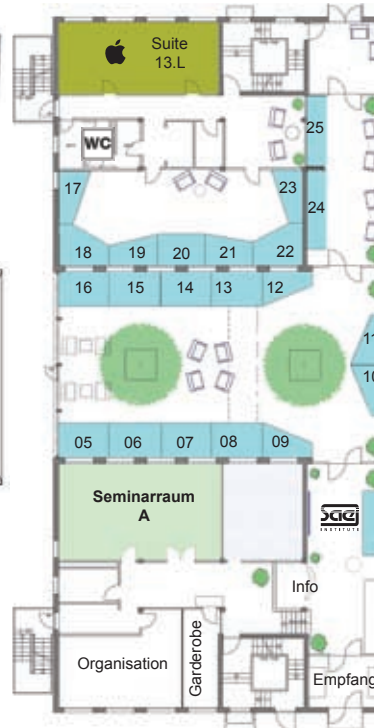 Suite
13.L
WC
25
17
23
24
18
19
20
21
22
16
15
14
13
12
11
10
05
06
07
08
09
Seminarraum
A
sae
INSTITUTE
Info
Organisation
Garderobe
Empfang